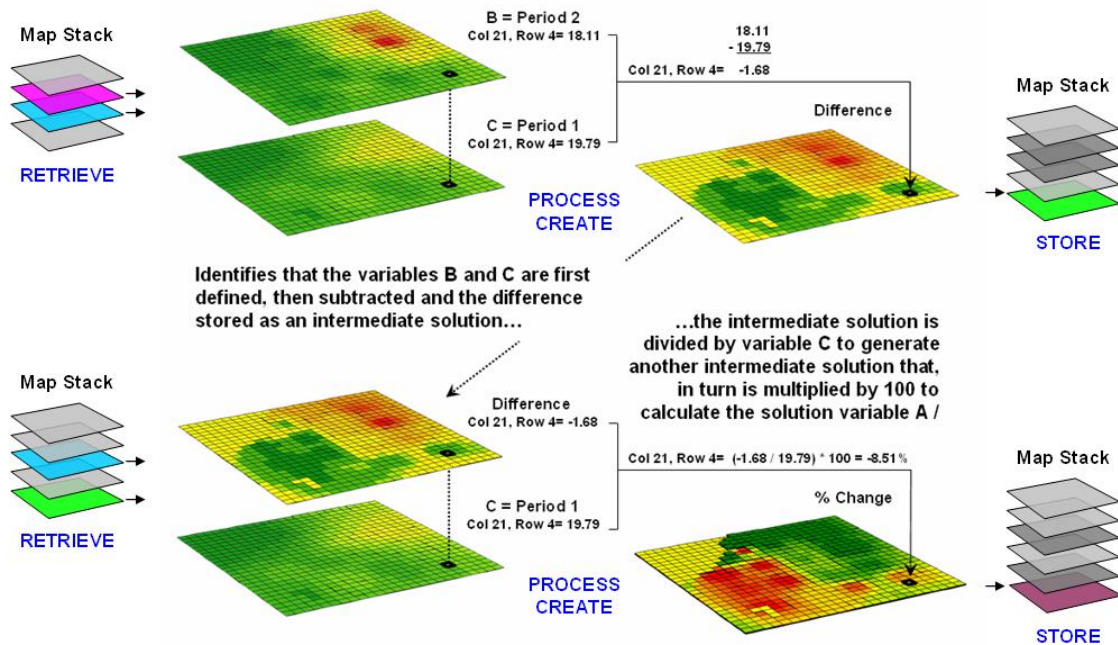 Map Stack
RETRIEVE
B = Period 2
Col 21, Row 4= 18.11
C = Period 1
Col 21, Row 4= 19.79
PROCESS
CREATE
18.11
- 19.79
Col 21, Row 4= -1.68
Difference
Map Stack
STORE
Identifies that the variables B and C are first
defined, then subtracted and the difference
stored as an intermediate solution…
…the intermediate solution is
divided by variable C to generate
another intermediate solution that,
in turn is multiplied by 100 to
calculate the solution variable A /
Map Stack
RETRIEVE
Difference
Col 21, Row 4= -1.68
C = Period 1
Col 21, Row 4= 19.79
PROCESS
CREATE
Col 21, Row 4= (-1.68 / 19.79) * 100 = -8.51%
% Change
Map Stack
STORE